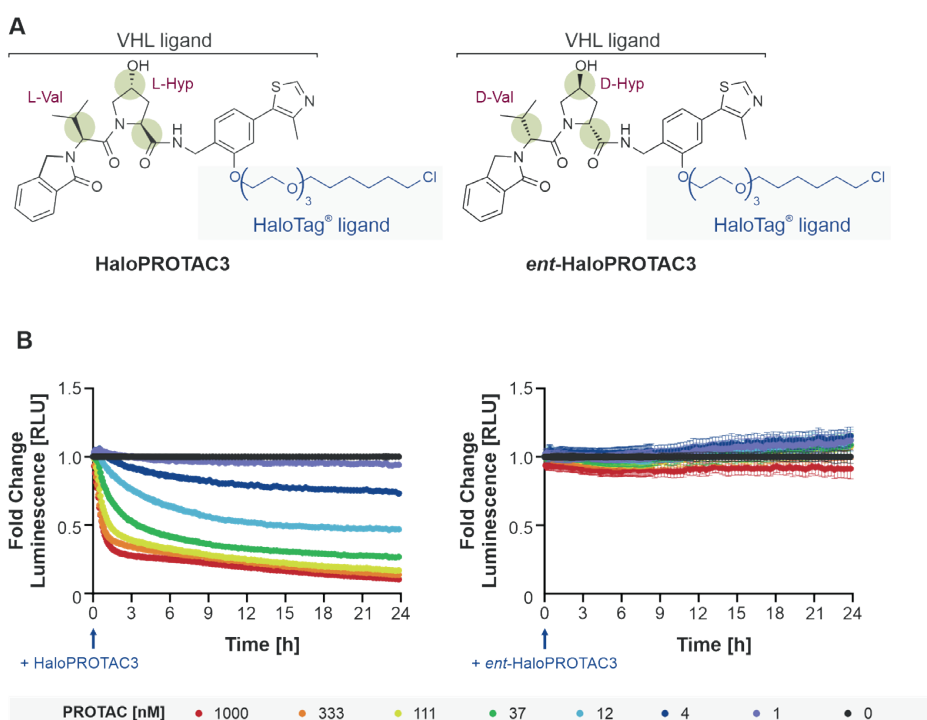 A
VHL ligand
VHL ligand
OH
OH
L-Val
L-Hyp
D-Val
D-Hyp
S
N
S
N
N
H
N
N
H
N
O
O
O
O
N
O
N
O
O
O
3
Cl
O
O
3
Cl
HaloTag® ligand
HaloTag® ligand
HaloPROTAC3
ent-HaloPROTAC3
B
Fold Change
Luminescence [RLU]
1.5
1.0
0.5
0
0 3 6 9 12 15 18 21 24
Time [h]
+ HaloPROTAC3
Fold Change
Luminescence [RLU]
1.5
1.0
0.5
0
0 3 6 9 12 15 18 21 24
Time [h]
+ ent-HaloPROTAC3
PROTAC [nM] 1000 333 111 37 12 4 1 0